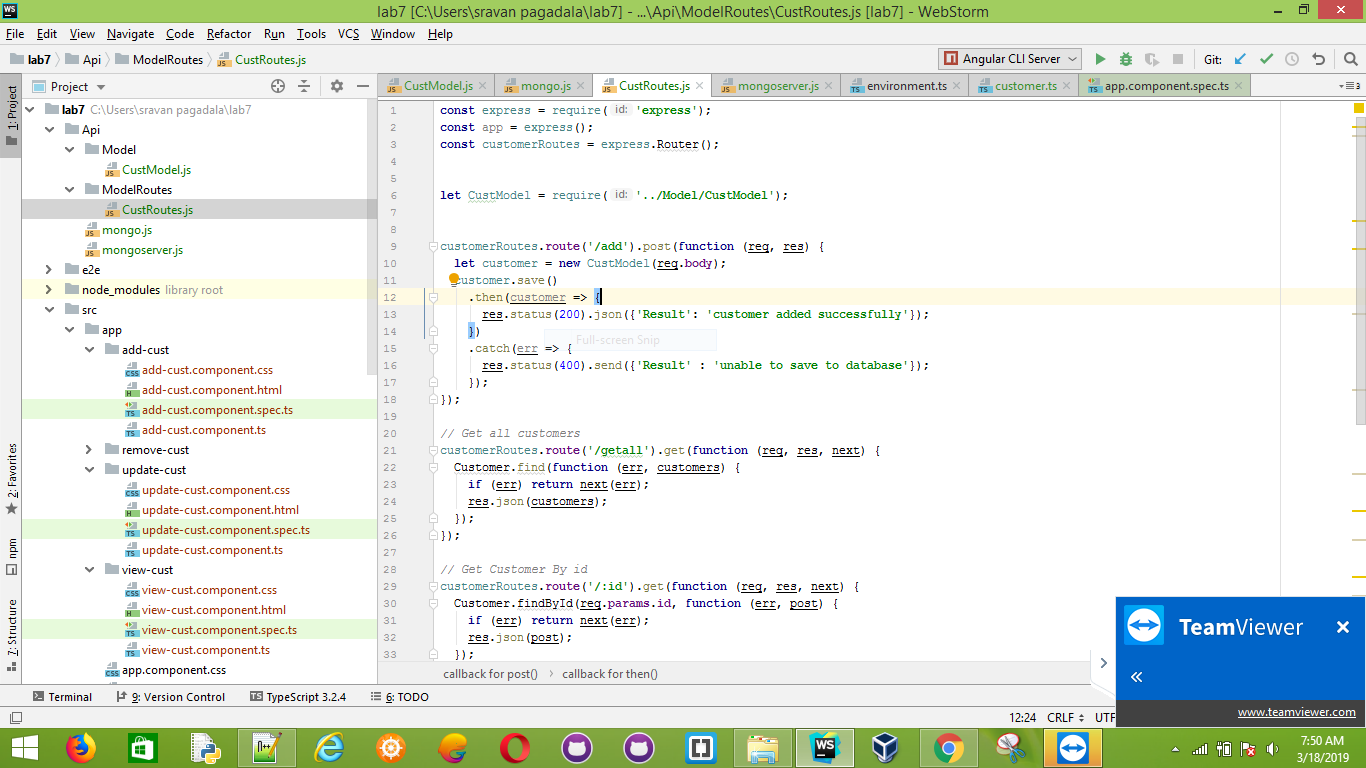 lab7 [C:\Users\sravan pagadala\lab7] - ...\Api\ModelRoutes\CustRoutes.js [lab7] - WebStorm
File Edit View Navigate Code Refactor Run Tools VCS Window Help
lab7 Api ModelRoutes CustRoutes.js Angular CLI Server Git:
Project
CustModel.js mongo.js CustRoutes.js mongoserver.js environment.ts customer.ts app.component.spec.ts
1: Project
2: Favorites
npm
7: Structure
lab7 C:\Users\sravan pagadala\lab7
Api
Model
CustModel.js
ModelRoutes
CustRoutes.js
mongo.js
mongoserver.js
e2e
node_modules library root
src
app
add-cust
add-cust.component.css
add-cust.component.html
add-cust.component.spec.ts
add-cust.component.ts
remove-cust
update-cust
update-cust.component.css
update-cust.component.html
update-cust.component.spec.ts
update-cust.component.ts
view-cust
view-cust.component.css
view-cust.component.html
view-cust.component.spec.ts
view-cust.component.ts
app.component.css
1 const express = require( id: 'express');
2 const app = express();
3 const customerRoutes = express.Router();
4
5
6 let CustModel = require( id: '../Model/CustModel');
7
8
9 customerRoutes.route('/add').post(function (req, res) {
10 let customer = new CustModel(req.body);
11 customer.save()
12 .then(customer => {
13 res.status(200).json({'Result': 'customer added successfully'});
14 })
Full-screen Snip
15 .catch(err => {
16 res.status(400).send({'Result' : 'unable to save to database'});
17 });
18 });
19
20 // Get all customers
21 customerRoutes.route('/getall').get(function (req, res, next) {
22 Customer.find(function (err, customers) {
23 if (err) return next(err);
24 res.json(customers);
25 });
26 });
27
28 // Get Customer By id
29 customerRoutes.route('/:id').get(function (req, res, next) {
30 Customer.findById(req.params.id, function (err, post) {
31 if (err) return next(err);
32 res.json(post);
33 });
callback for post() callback for then()
Terminal 9: Version Control TypeScript 3.2.4 6: TODO
12:24 CRLF UTF
TeamViewer
www.teamviewer.com
7:50 AM
3/18/2019